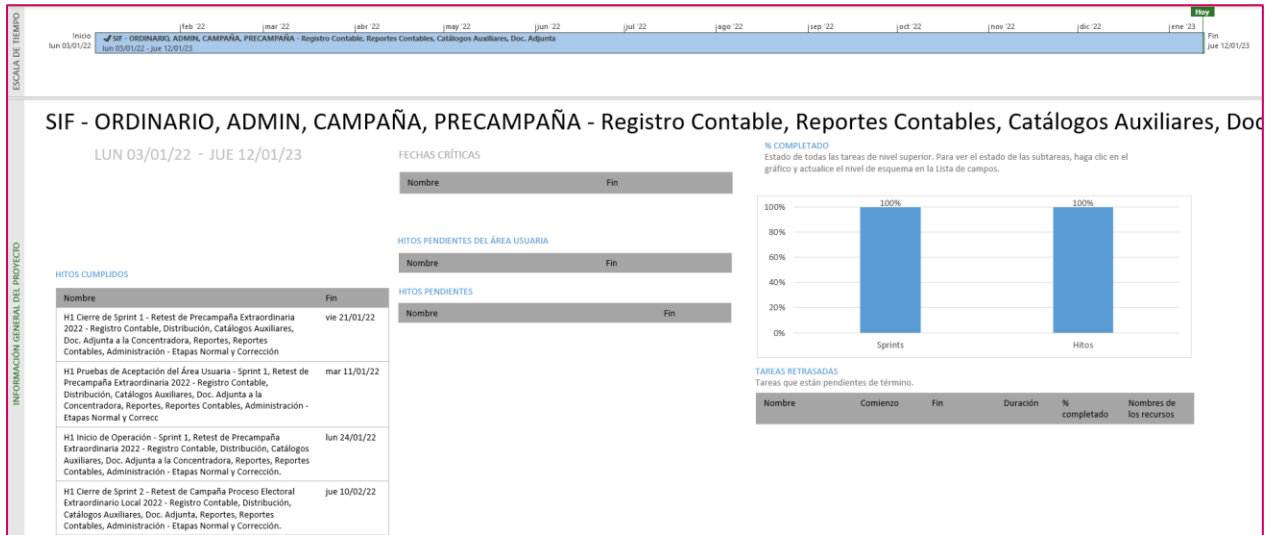 Hoy
feb '22 mar '22 abr '22 may '22 jun '22 jul '22 ago '22 sep '22 oct '22 nov '22 dic '22 ene '23
ESCALA DE TIEMPO
Inicio
lun 03/01/22
SIF - ORDINARIO, ADMIN, CAMPAÑA, PRECAMPAÑA - Registro Contable, Reportes Contables, Catálogos Auxiliares, Doc. Adjunta
lun 03/01/22 - jue 12/01/23
Fin
jue 12/01/23
INFORMACIÓN GENERAL DEL PROYECTO
SIF - ORDINARIO, ADMIN, CAMPAÑA, PRECAMPAÑA - Registro Contable, Reportes Contables, Catálogos Auxiliares, Doc
LUN 03/01/22 - JUE 12/01/23
HITOS CUMPLIDOS
Nombre Fin
H1 Cierre de Sprint 1 - Retest de Precampaña Extraordinaria vie 21/01/22
2022 - Registro Contable, Distribución, Catálogos Auxiliares,
Doc. Adjunta a la Concentradora, Reportes, Reportes
Contables, Administración - Etapas Normal y Corrección
H1 Pruebas de Aceptación del Área Usuaria - Sprint 1, Retest de mar 11/01/22
Precampaña Extraordinaria 2022 - Registro Contable,
Distribución, Catálogos Auxiliares, Doc. Adjunta a la
Concentradora, Reportes, Reportes Contables, Administración -
Etapas Normal y Correcc
H1 Inicio de Operación - Sprint 1, Retest de Precampaña lun 24/01/22
Extraordinaria 2022 - Registro Contable, Distribución, Catálogos
Auxiliares, Doc. Adjunta a la Concentradora, Reportes, Reportes
Contables, Administración - Etapas Normal y Corrección.
H1 Cierre de Sprint 2 - Retest de Campaña Proceso Electoral jue 10/02/22
Extraordinario Local 2022 - Registro Contable, Distribución,
Catálogos Auxiliares, Doc. Adjunta, Reportes, Reportes
Contables, Administración - Etapas Normal y Corrección.
FECHAS CRÍTICAS
Nombre Fin
HITOS PENDIENTES DEL ÁREA USUARIA
Nombre Fin
HITOS PENDIENTES
Nombre Fin
% COMPLETADO
Estado de todas las tareas de nivel superior. Para ver el estado de las subtareas, haga clic en el
gráfico y actualice el nivel de esquema en la Lista de campos.
100% 100%
100%
80%
60%
40%
20%
0%
Sprints Hitos
TAREAS RETRASADAS
Tareas que están pendientes de término.
Nombre Comienzo Fin Duración % Nombres de
completado los recursos